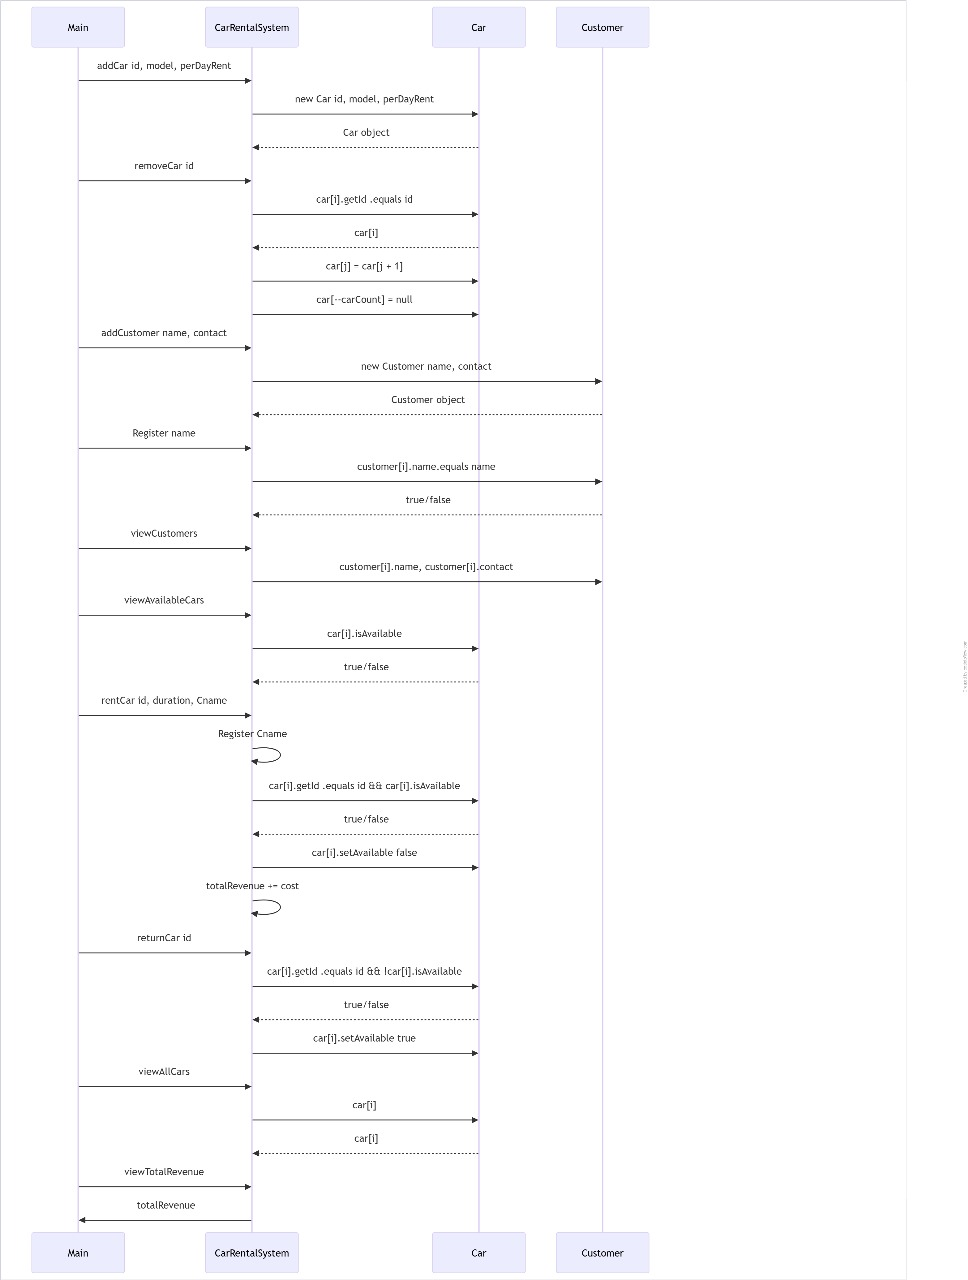 Main
CarRentalSystem
Car
Customer
addCar id, model, perDayRent
new Car id, model, perDayRent
Car object
removeCar id
car[i].getId .equals id
car[i]
car[j] = car[j + 1]
car[--carCount] = null
addCustomer name, contact
new Customer name, contact
Customer object
Register name
customer[i].name.equals name
true/false
viewCustomers
customer[i].name, customer[i].contact
viewAvailableCars
car[i].isAvailable
true/false
rentCar id, duration, Cname
Register Cname
car[i].getId .equals id && car[i].isAvailable
true/false
car[i].setAvailable false
totalRevenue += cost
returnCar id
car[i].getId .equals id && !car[i].isAvailable
true/false
car[i].setAvailable true
viewAllCars
car[i]
car[i]
viewTotalRevenue
totalRevenue
Main
CarRentalSystem
Car
Customer